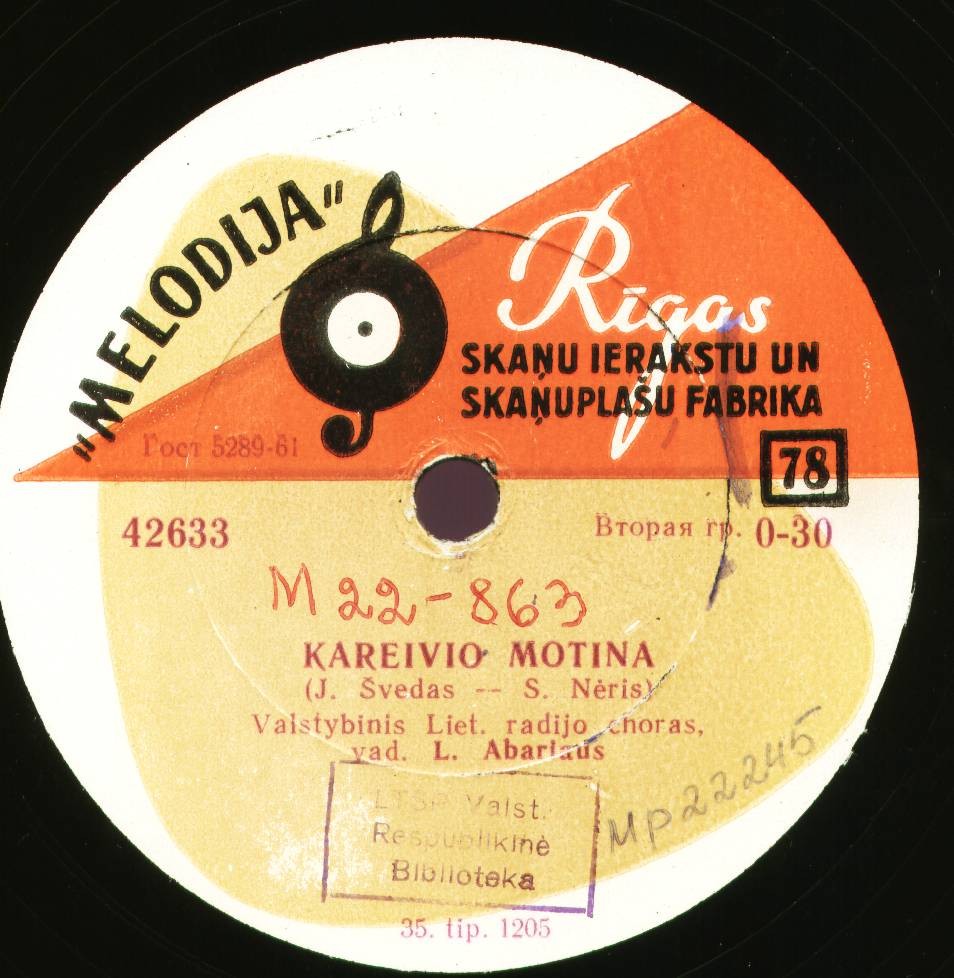 „MELODIJA"
Rīgas
SKAŅU IERAKSTU UN
SKAŅUPLAŠU FABRIKA
Гост 5289-61
78
42633
Вторая гр. 0-30
M 22-863
KAREIVIO MOTINA
(J. Švedas -- S. Nėris)
Valstybinis Liet. radijo choras,
vad. L. Abariaus
LTSR Valst.
Respublikinė
Biblioteka
MP22245
35. tip. 1205